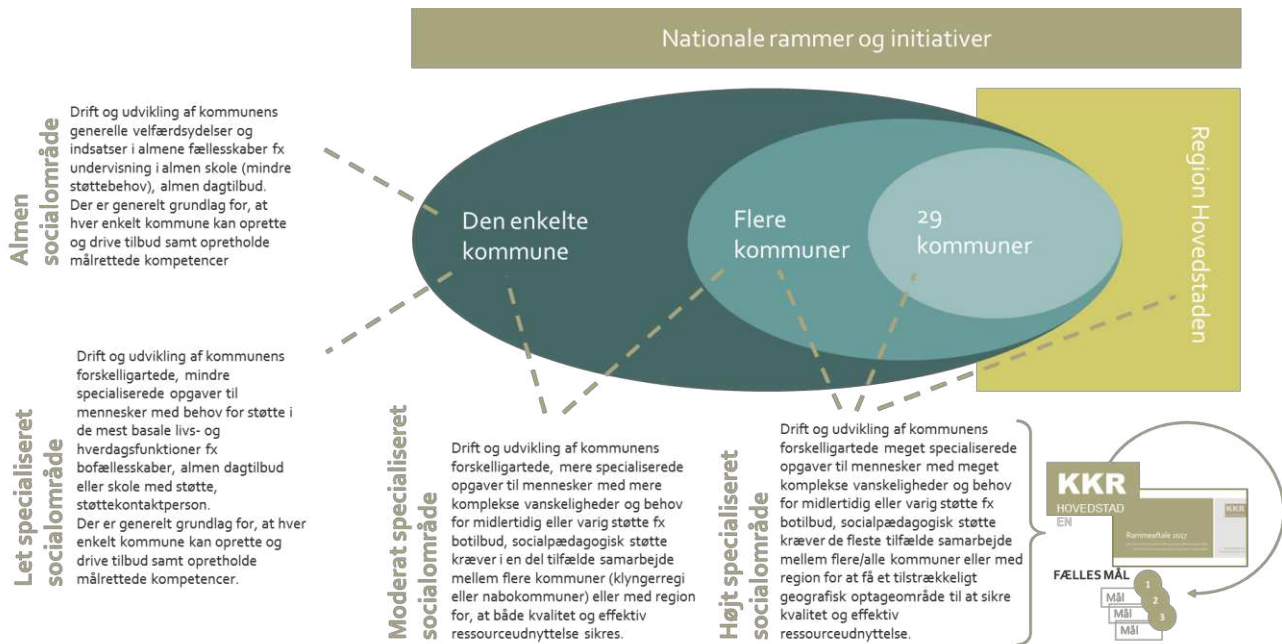 Nationale rammer og initiativer
Almen
socialområde
Drift og udvikling af kommunens
generelle velfærdsydelser og
indsatser i almene fællesskaber fx
undervisning i almen skole (mindre
støttebehov), almen dagtilbud.
Der er generelt grundlag for, at
hver enkelt kommune kan oprette
og drive tilbud samt opretholde
målrettede kompetencer
Den enkelte
kommune
Flere
kommuner
29
kommuner
Region Hovedstaden
Let specialiseret
socialområde
Drift og udvikling af kommunens
forskelligartede, mindre
specialiserede opgaver til
mennesker med behov for støtte i
de mest basale livs- og
hverdagsfunktioner fx
bofællesskaber, almen dagtilbud
eller skole med støtte,
støttekontaktperson.
Der er generelt grundlag for, at hver
enkelt kommune kan oprette og
drive tilbud samt opretholde
målrettede kompetencer.
Moderat specialiseret
socialområde
Drift og udvikling af kommunens
forskelligartede, mere specialiserede
opgaver til mennesker med mere
komplekse vanskeligheder og behov
for midlertidig eller varig støtte fx
botilbud, socialpædagogisk støtte
kræver i en del tilfælde samarbejde
mellem flere kommuner (klyngerregi
eller nabokommuner) eller med region
for, at både kvalitet og effektiv
ressourceudnyttelse sikres.
Højt specialiseret
socialområde
Drift og udvikling af kommunens
forskelligartede meget specialiserede
opgaver til mennesker med meget
komplekse vanskeligheder og behov
for midlertidig eller varig støtte fx
botilbud, socialpædagogisk støtte
kræver de fleste tilfælde samarbejde
mellem flere/alle kommuner eller med
region for at få et tilstrækkeligt
geografisk optageområde til at sikre
kvalitet og effektiv
ressourceudnyttelse.
KKR
HOVEDSTAD
EN
Rammeaftale 2017
KKR
FÆLLES MÅL
Mål 1
Mål 2
Mål 3